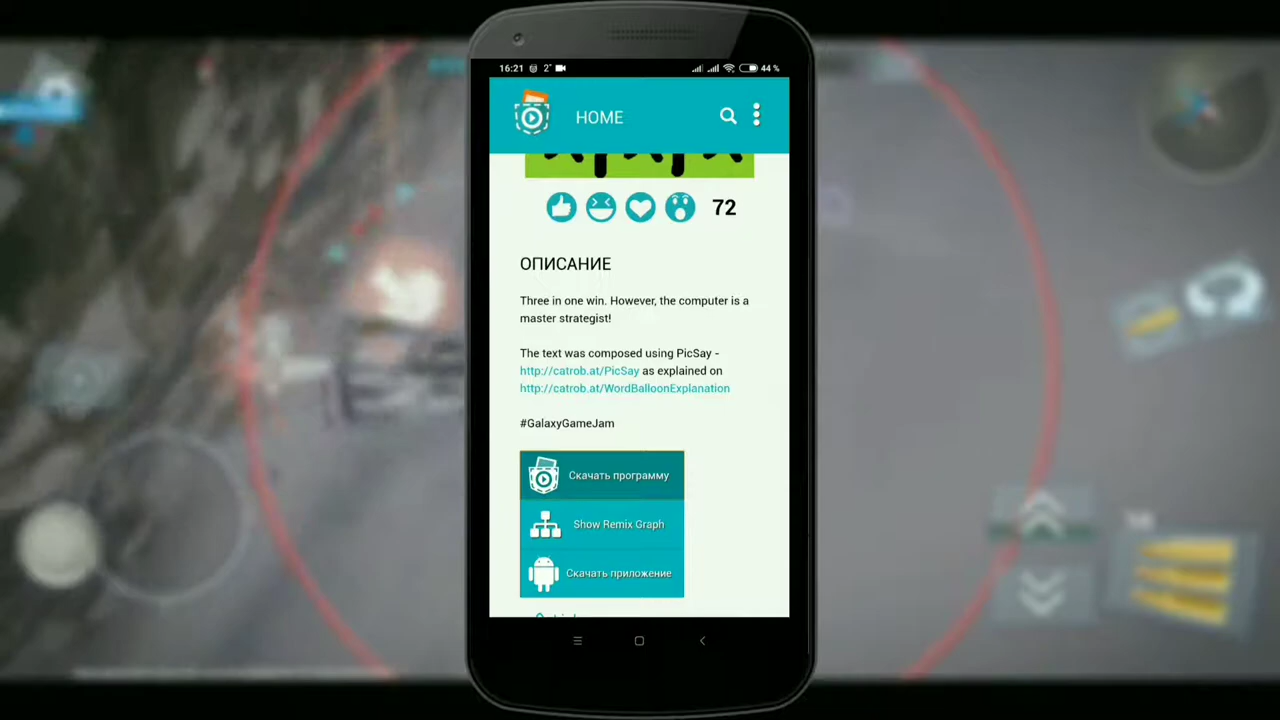 16:21 2° 44 %
HOME
72
ОПИСАНИЕ
Three in one win. However, the computer is a
master strategist!
The text was composed using PicSay -
http://catrob.at/PicSay as explained on
http://catrob.at/WordBalloonExplanation
#GalaxyGameJam
Скачать программу
Show Remix Graph
Скачать приложение